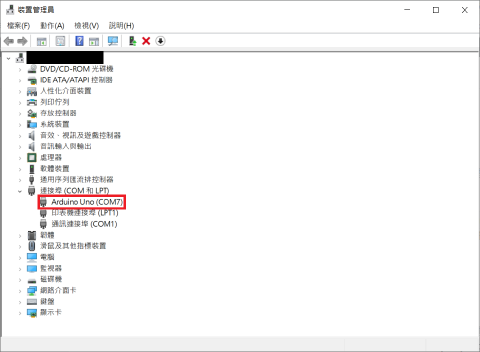 裝置管理員
檔案(F) 動作(A) 檢視(V) 說明(H)
DVD/CD-ROM 光碟機
IDE ATA/ATAPI 控制器
人性化介面裝置
列印佇列
存放控制器
系統裝置
音效、視訊及遊戲控制器
音訊輸入與輸出
處理器
軟體裝置
通用序列匯流排控制器
連接埠 (COM 和 LPT)
Arduino Uno (COM7)
印表機連接埠 (LPT1)
通訊連接埠 (COM1)
韌體
滑鼠及其他指標裝置
電腦
監視器
磁碟機
網路介面卡
鍵盤
顯示卡